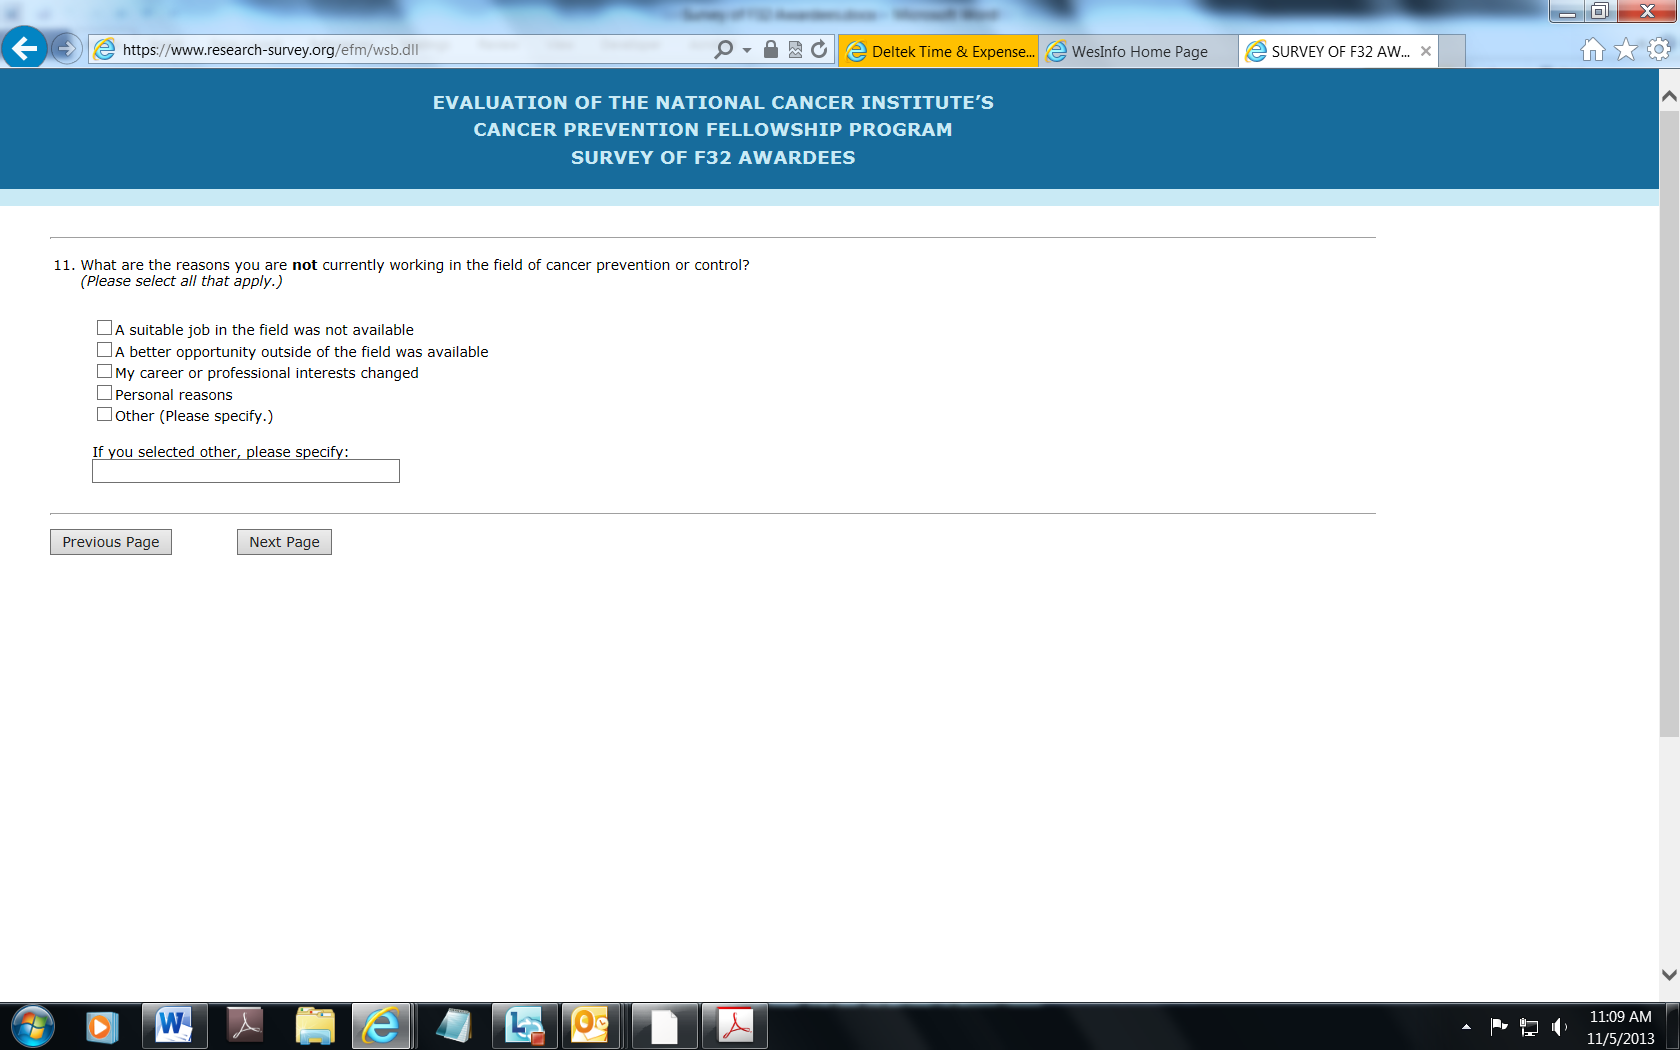 https://www.research-survey.org/efm/wsb.dll
Deltek Time & Expense...
WesInfo Home Page
SURVEY OF F32 AW...
EVALUATION OF THE NATIONAL CANCER INSTITUTE’S
CANCER PREVENTION FELLOWSHIP PROGRAM
SURVEY OF F32 AWARDEES
11. What are the reasons you are not currently working in the field of cancer prevention or control?
(Please select all that apply.)
A suitable job in the field was not available
A better opportunity outside of the field was available
My career or professional interests changed
Personal reasons
Other (Please specify.)
If you selected other, please specify:
Previous Page
Next Page
11:09 AM
11/5/2013